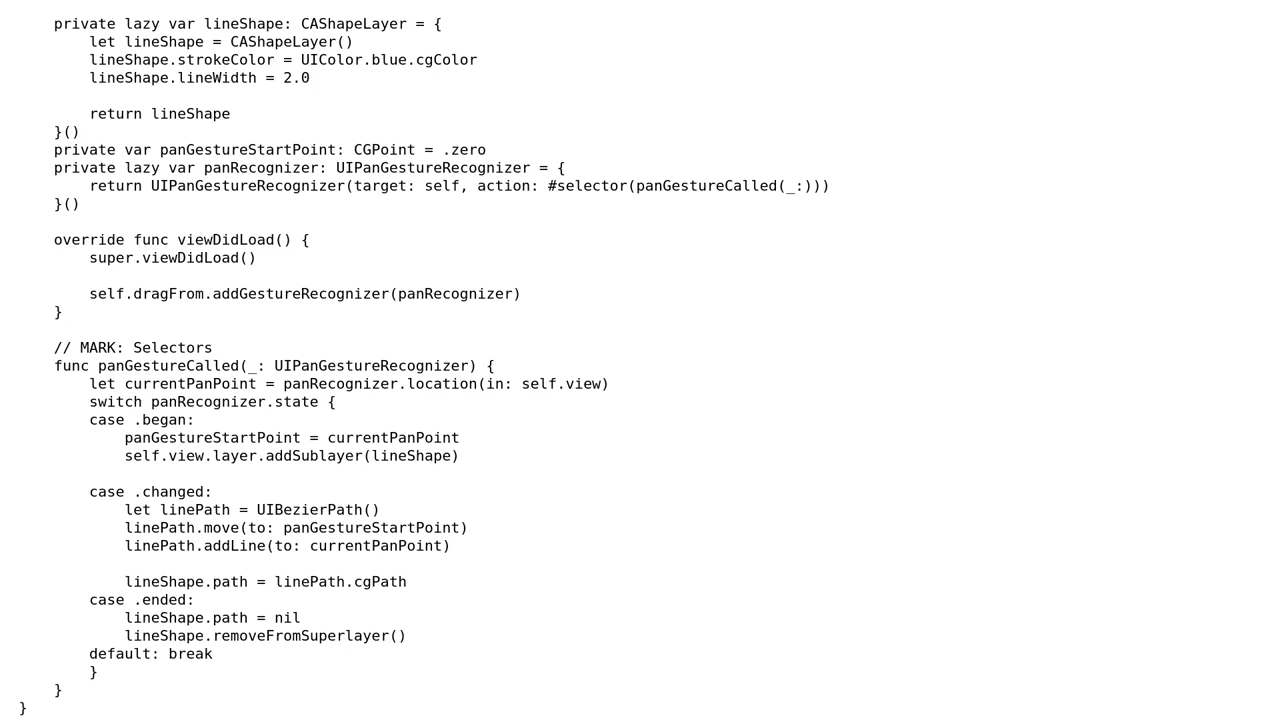 private lazy var lineShape: CAShapeLayer = {
let lineShape = CAShapeLayer()
lineShape.strokeColor = UIColor.blue.cgColor
lineShape.lineWidth = 2.0
return lineShape
}()
private var panGestureStartPoint: CGPoint = .zero
private lazy var panRecognizer: UIPanGestureRecognizer = {
return UIPanGestureRecognizer(target: self, action: #selector(panGestureCalled(_:)))
}()
override func viewDidLoad() {
super.viewDidLoad()
self.dragFrom.addGestureRecognizer(panRecognizer)
}
// MARK: Selectors
func panGestureCalled(_: UIPanGestureRecognizer) {
let currentPanPoint = panRecognizer.location(in: self.view)
switch panRecognizer.state {
case .began:
panGestureStartPoint = currentPanPoint
self.view.layer.addSublayer(lineShape)
case .changed:
let linePath = UIBezierPath()
linePath.move(to: panGestureStartPoint)
linePath.addLine(to: currentPanPoint)
lineShape.path = linePath.cgPath
case .ended:
lineShape.path = nil
lineShape.removeFromSuperlayer()
default: break
}
}
}